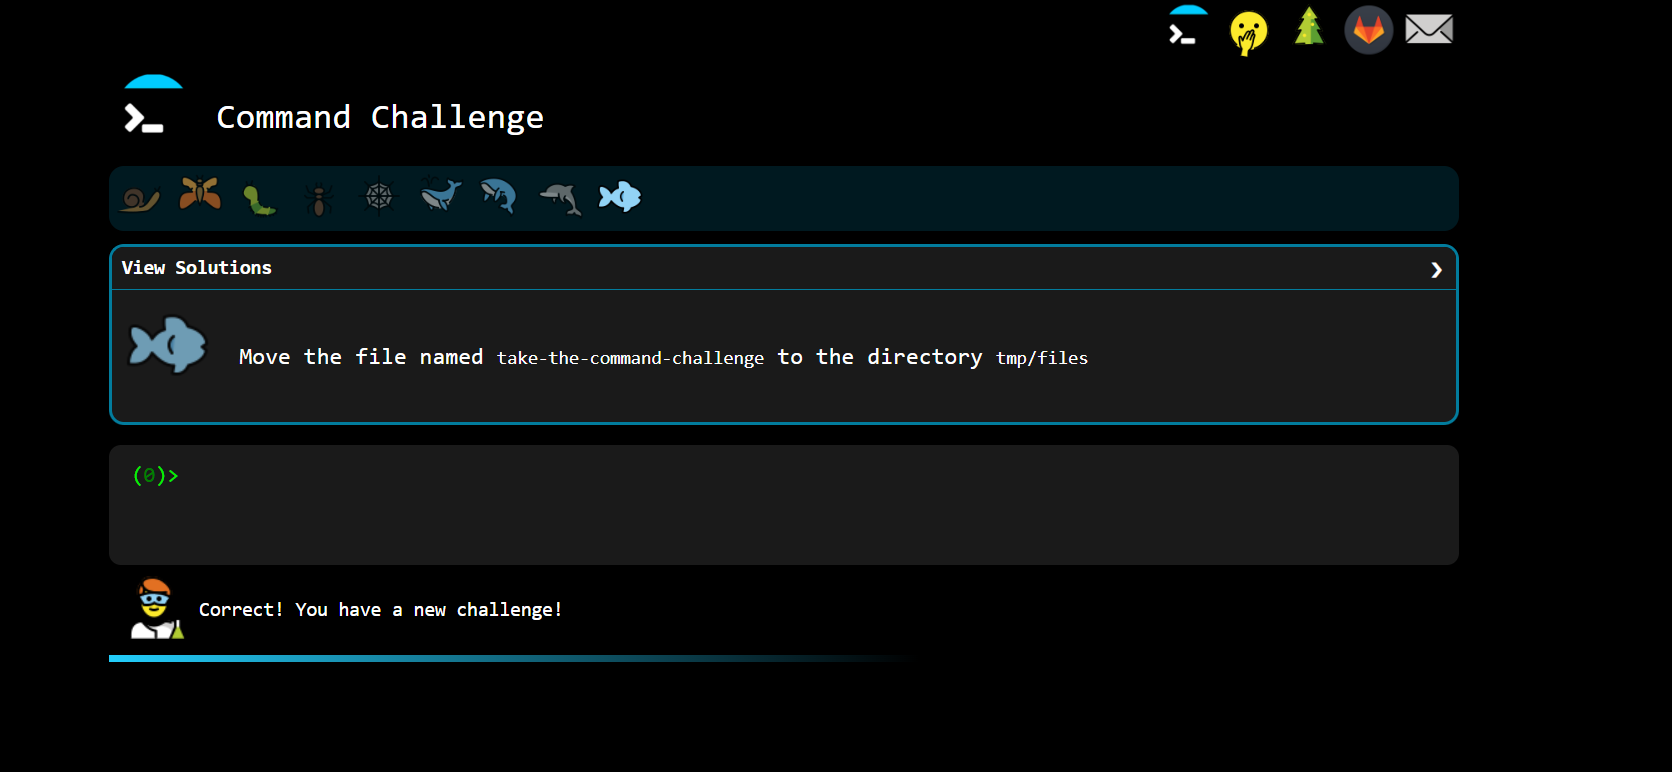 Command Challenge
View Solutions
Move the file named take-the-command-challenge to the directory tmp/files
(0)>
Correct! You have a new challenge!